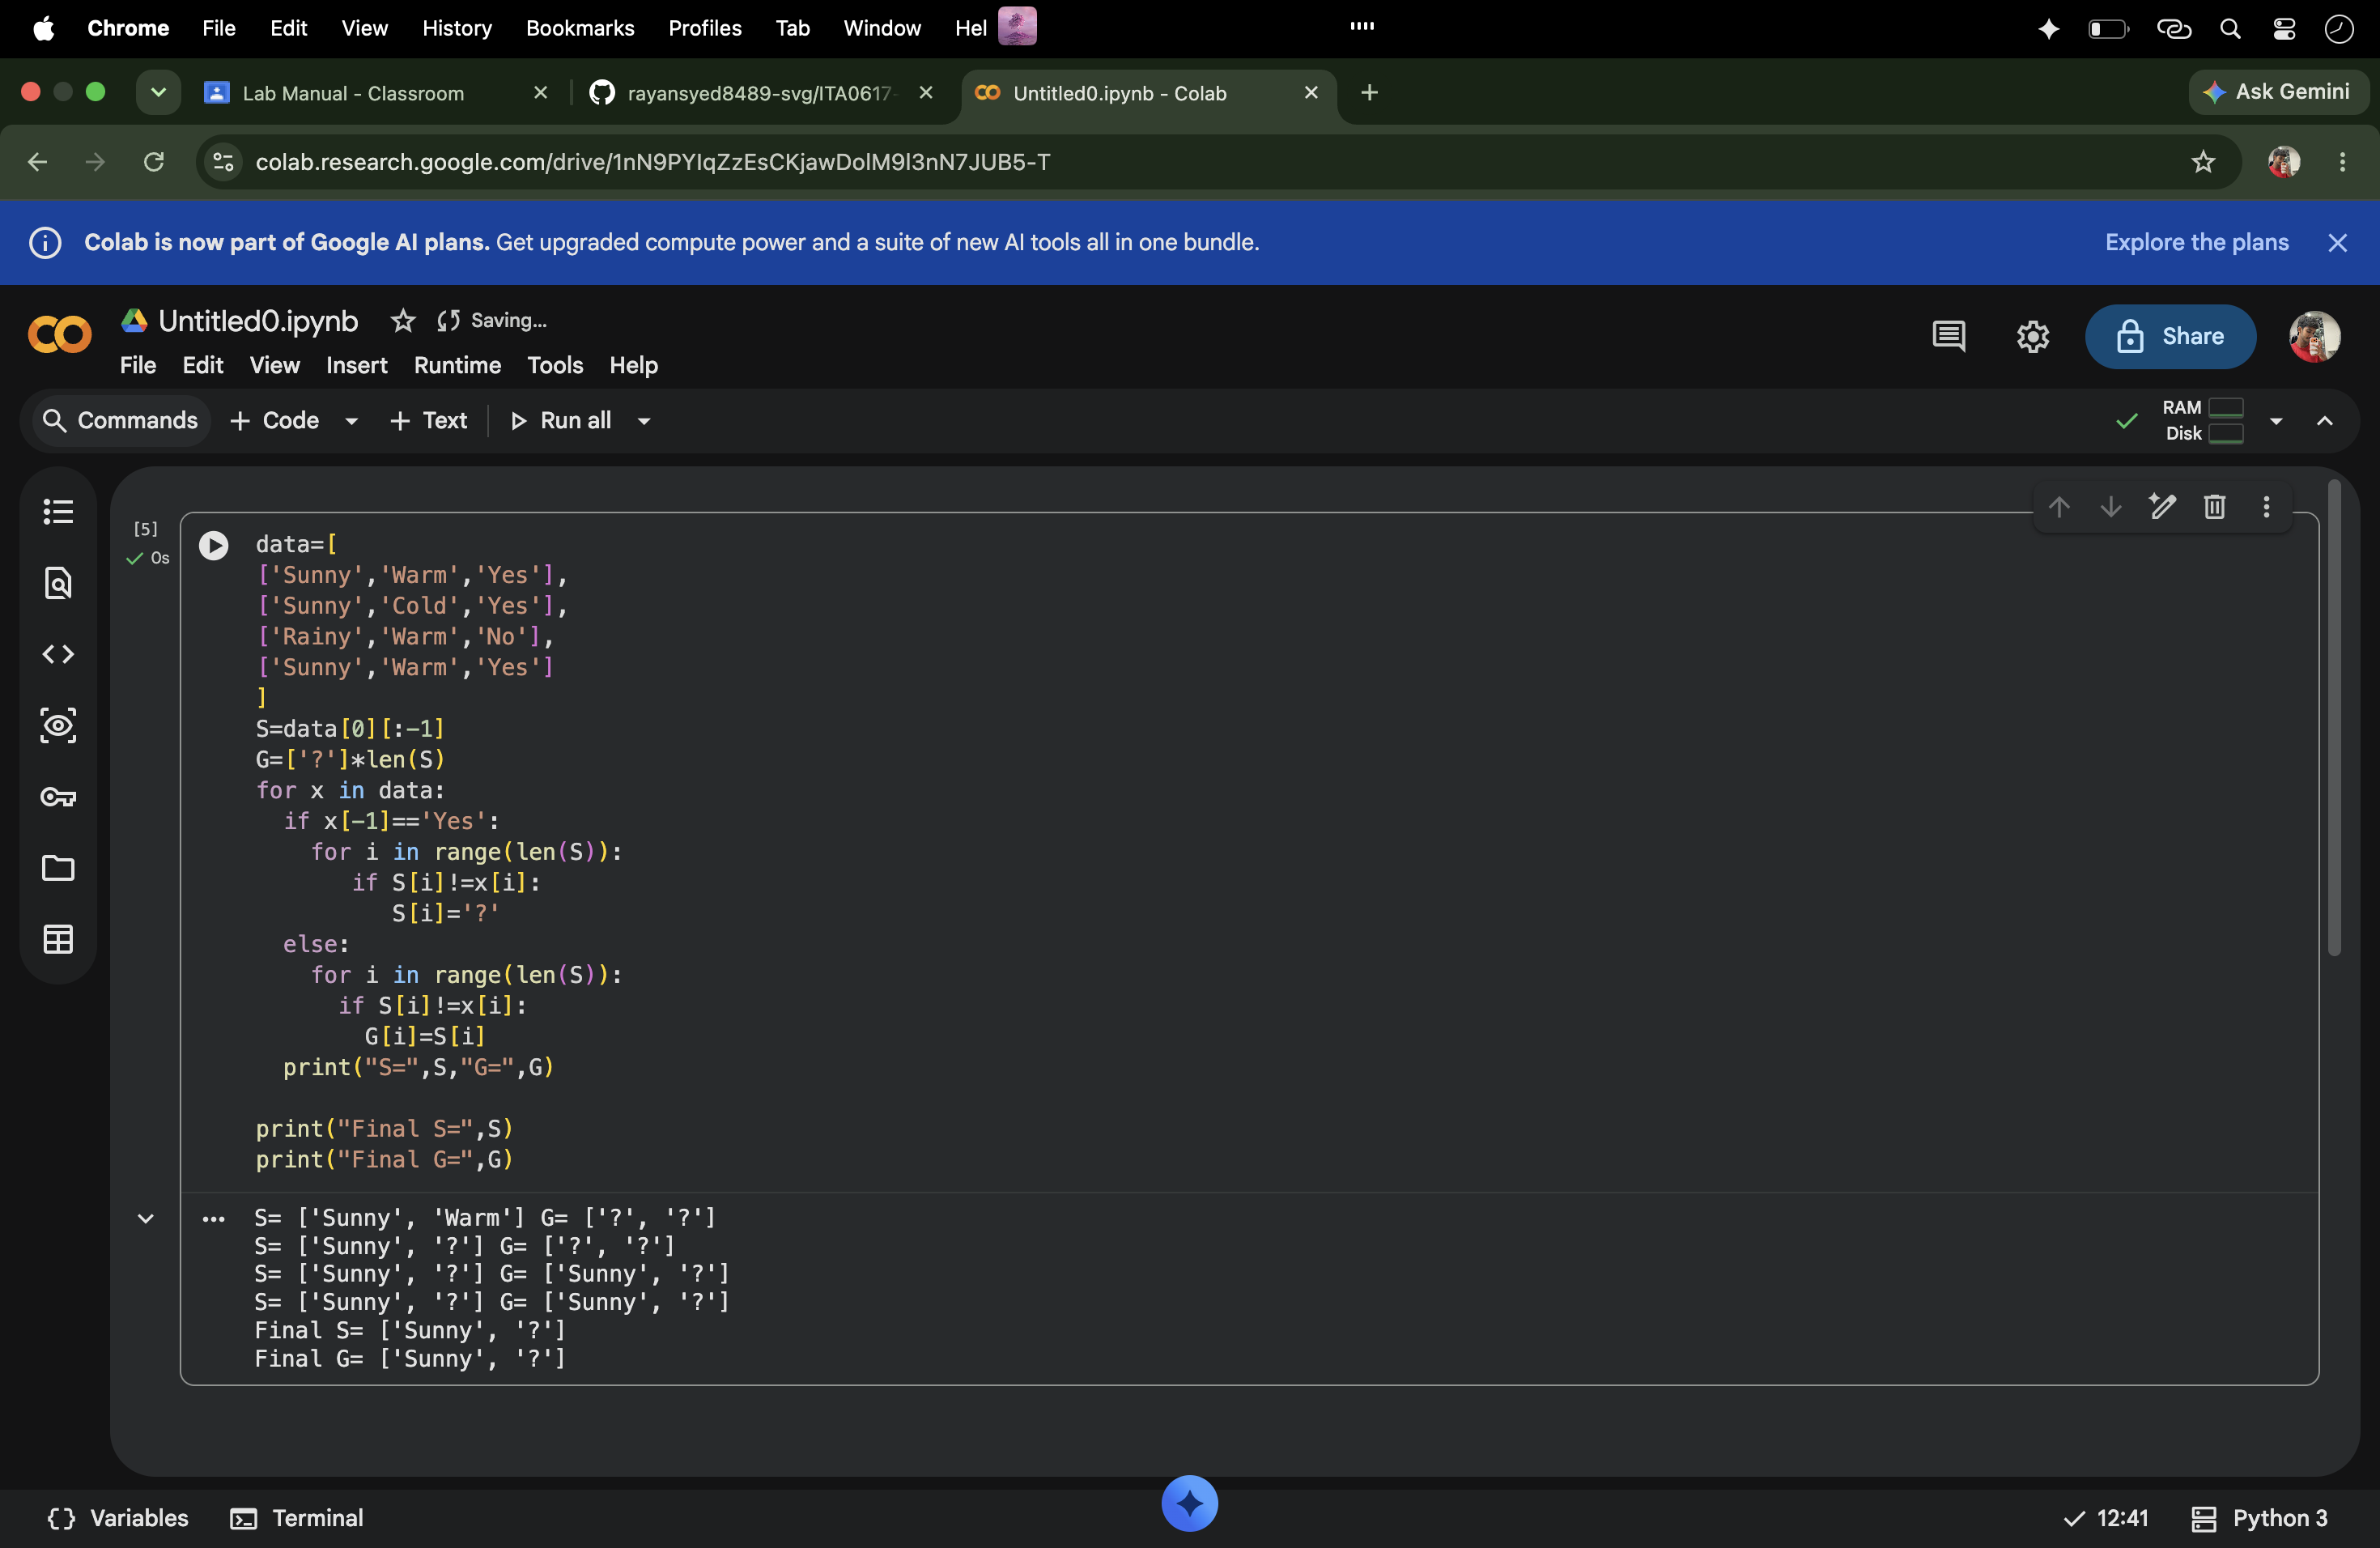 Chrome File Edit View History Bookmarks Profiles Tab Window Hel
Lab Manual - Classroom rayansyed8489-svg/ITA0617- Untitled0.ipynb - Colab Ask Gemini
colab.research.google.com/drive/1nN9PYIqZzEsCKjawDolM9l3nN7JUB5-T
Colab is now part of Google AI plans. Get upgraded compute power and a suite of new AI tools all in one bundle. Explore the plans
Untitled0.ipynb Saving...
File Edit View Insert Runtime Tools Help
Share
Commands + Code + Text Run all
RAM
Disk
[5]
0s
data=[
['Sunny','Warm','Yes'],
['Sunny','Cold','Yes'],
['Rainy','Warm','No'],
['Sunny','Warm','Yes']
]
S=data[0][:-1]
G=['?']*len(S)
for x in data:
  if x[-1]=='Yes':
    for i in range(len(S)):
       if S[i]!=x[i]:
          S[i]='?'
  else:
    for i in range(len(S)):
      if S[i]!=x[i]:
        G[i]=S[i]
  print("S=",S,"G=",G)
print("Final S=",S)
print("Final G=",G)
S= ['Sunny', 'Warm'] G= ['?', '?']
S= ['Sunny', '?'] G= ['?', '?']
S= ['Sunny', '?'] G= ['Sunny', '?']
S= ['Sunny', '?'] G= ['Sunny', '?']
Final S= ['Sunny', '?']
Final G= ['Sunny', '?']
Variables Terminal 12:41 Python 3